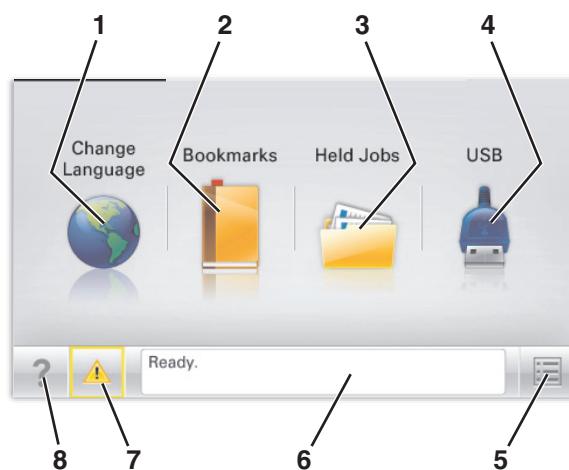 1 2 3 4
Change
Language
Bookmarks
Held Jobs
USB
?
Ready.
8 7 6 5